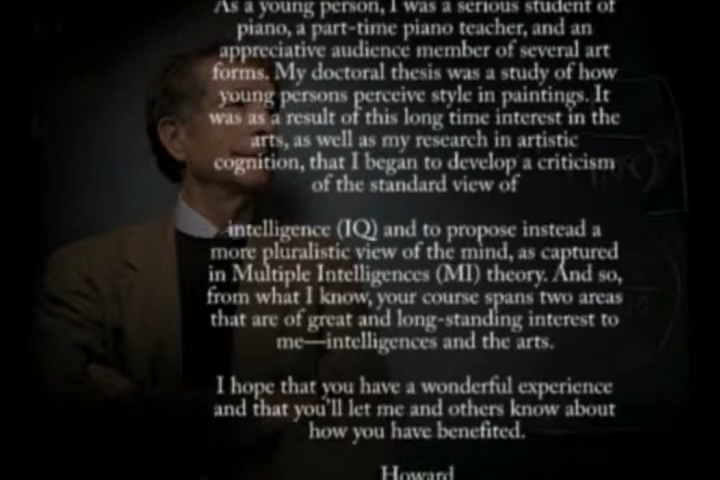 As a young person, I was a serious student of
piano, a part-time piano teacher, and an
appreciative audience member of several art
forms. My doctoral thesis was a study of how
young persons perceive style in paintings. It
was as a result of this long time interest in the
arts, as well as my research in artistic
cognition, that I began to develop a criticism
of the standard view of
intelligence (IQ) and to propose instead a
more pluralistic view of the mind, as captured
in Multiple Intelligences (MI) theory. And so,
from what I know, your course spans two areas
that are of great and long-standing interest to
me—intelligences and the arts.
I hope that you have a wonderful experience
and that you'll let me and others know about
how you have benefited.
Howard